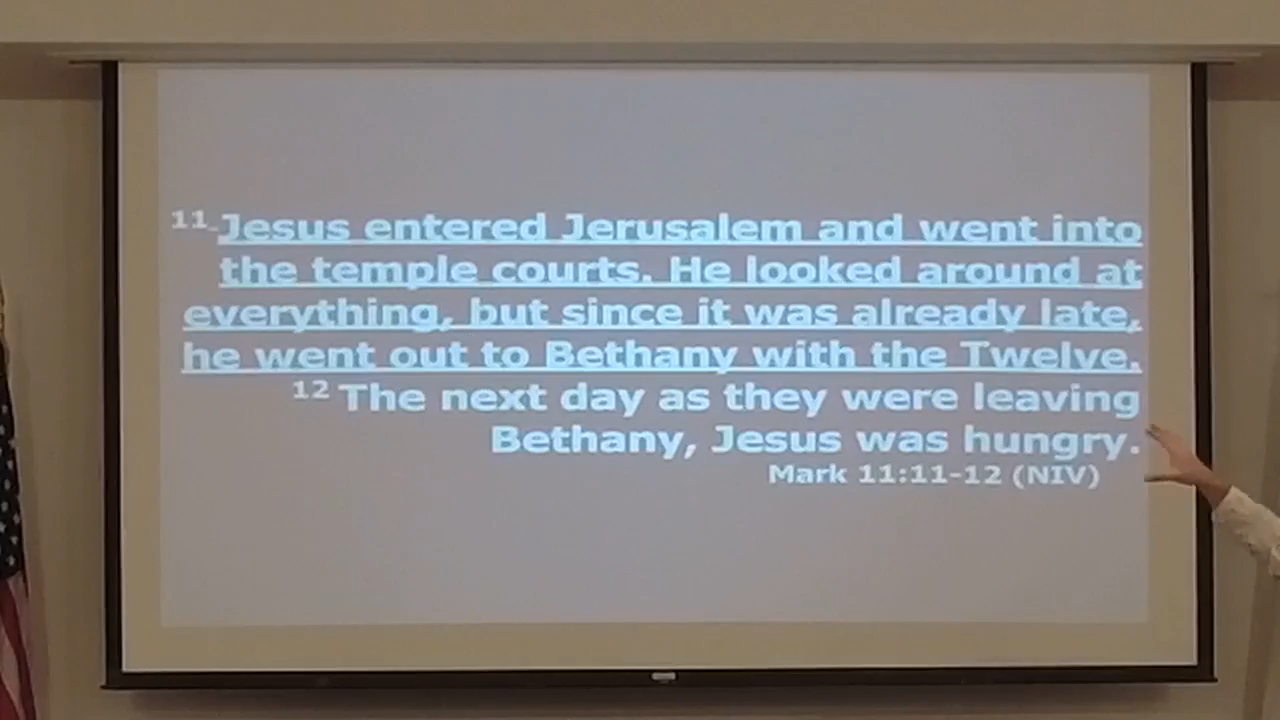 11 Jesus entered Jerusalem and went into
the temple courts. He looked around at
everything, but since it was already late,
he went out to Bethany with the Twelve.
12 The next day as they were leaving
Bethany, Jesus was hungry.
Mark 11:11-12 (NIV)